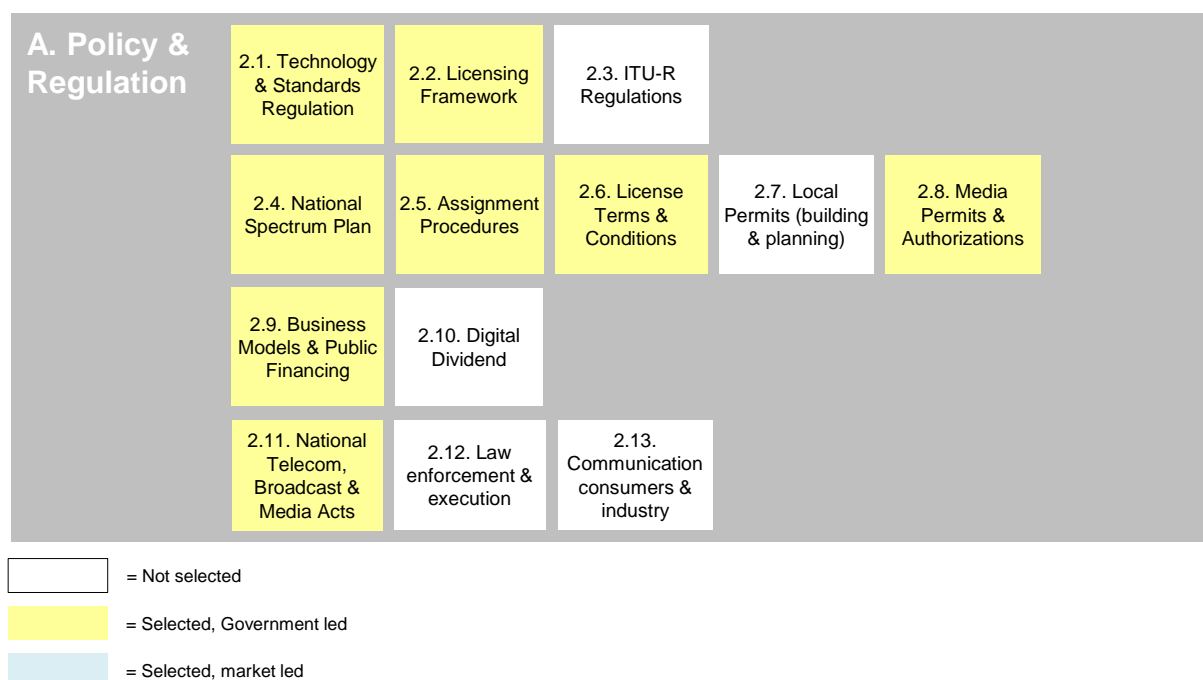 A. Policy &
Regulation
2.1. Technology
& Standards
Regulation
2.2. Licensing
Framework
2.3. ITU-R
Regulations
2.4. National
Spectrum Plan
2.5. Assignment
Procedures
2.6. License
Terms &
Conditions
2.7. Local
Permits (building
& planning)
2.8. Media
Permits &
Authorizations
2.9. Business
Models & Public
Financing
2.10. Digital
Dividend
2.11. National
Telecom,
Broadcast &
Media Acts
2.12. Law
enforcement &
execution
2.13.
Communication
consumers &
industry
= Not selected
= Selected, Government led
= Selected, market led